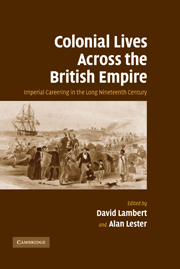 Colonial Lives
Across the
British Empire
Imperial Careering in the Long Nineteenth Century
Edited by
David Lambert
and Alan Lester
CAMBRIDGE